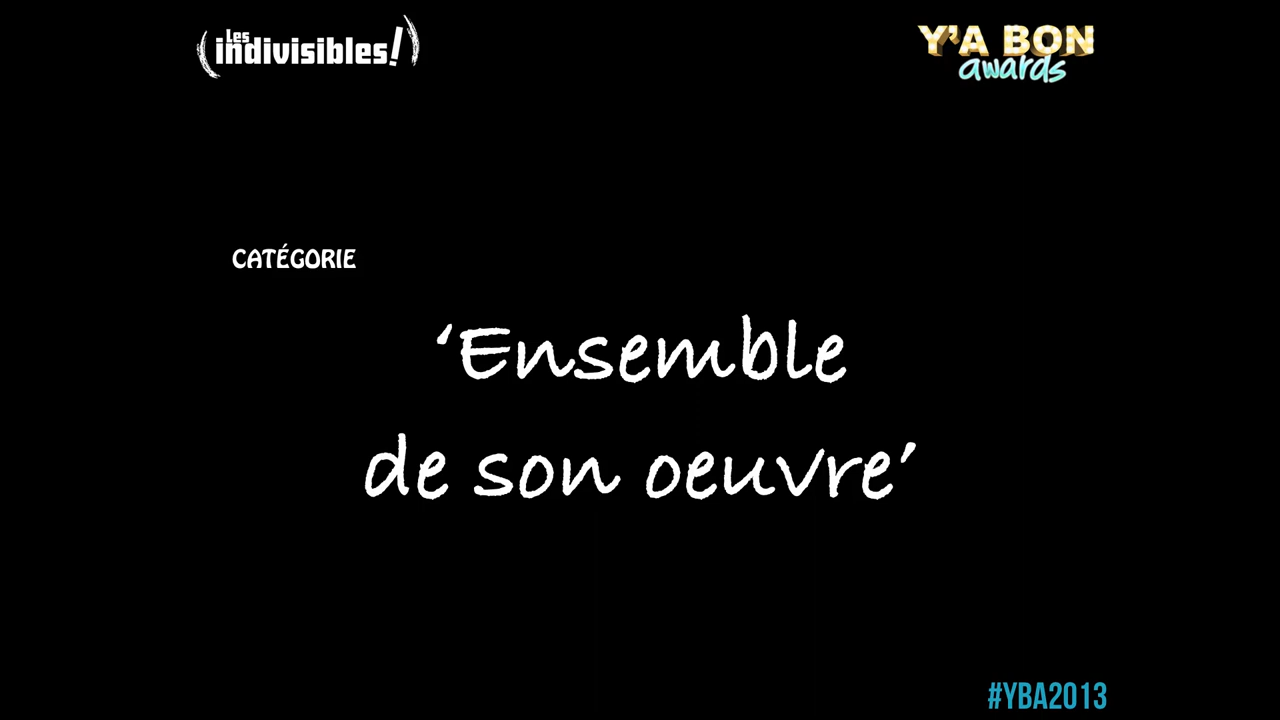 (Les
indivisibles!)
Y'A BON
awards
CATÉGORIE
‘Ensemble
de son oeuvre’
#YBA2013